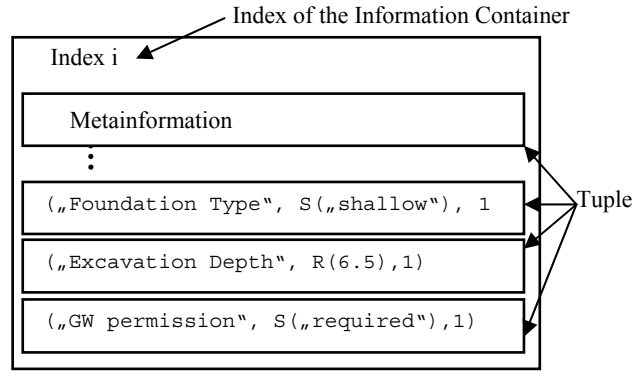 Index of the Information Container
Index i
Metainformation
(„Foundation Type“, S(„shallow“), 1
Tuple
(„Excavation Depth“, R(6.5),1)
(„GW permission“, S(„required“),1)